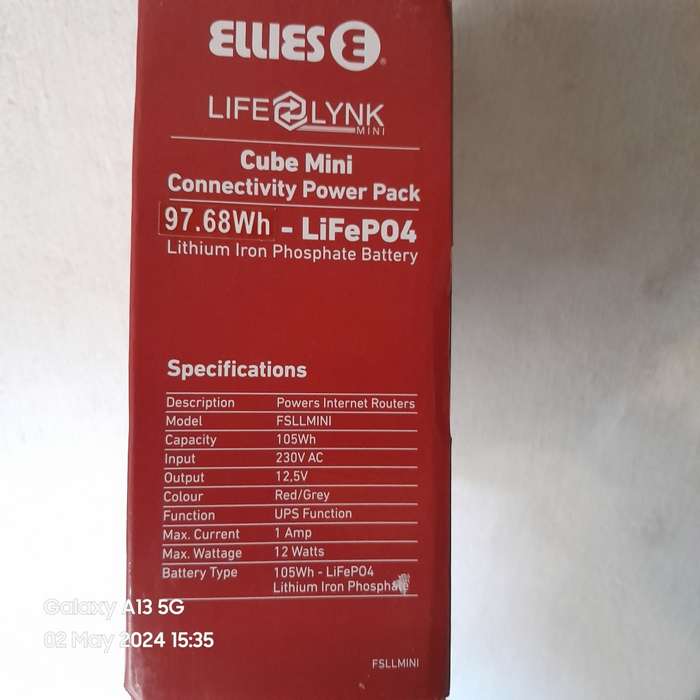 ELLIES
LIFE LYNK
MINI
Cube Mini
Connectivity Power Pack
97.68Wh - LiFePO4
Lithium Iron Phosphate Battery
Specifications
Description Powers Internet Routers
Model FSLLMINI
Capacity 105Wh
Input 230V AC
Output 12,5V
Colour Red/Grey
Function UPS Function
Max. Current 1 Amp
Max. Wattage 12 Watts
Battery Type 105Wh - LiFePO4
Lithium Iron Phosphate
FSLLMINI
Galaxy A13 5G
02 May 2024 15:35